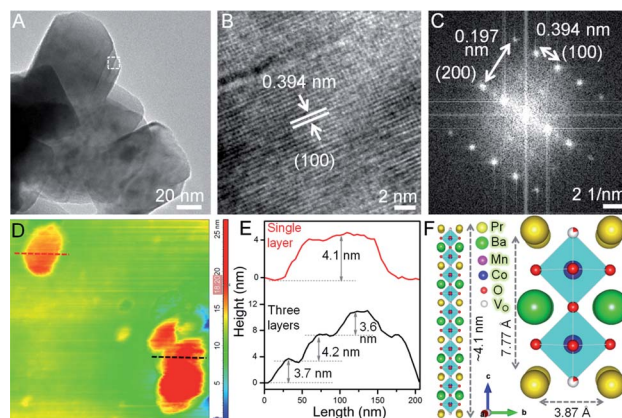 A
20 nm
B
0.394 nm
(100)
2 nm
C
0.197
nm
(200)
0.394 nm
(100)
2 1/nm
D
25 nm
20
15
10
5
E
Height (nm)
Single
layer
4.1 nm
4
0
Three
layers
12
8
4
0
3.7 nm
4.2 nm
3.6
nm
0 50 100 150 200
Length (nm)
F
Pr
Ba
Mn
Co
O
Vo
~4.1 nm
7.77 Å
3.87 Å
c
b